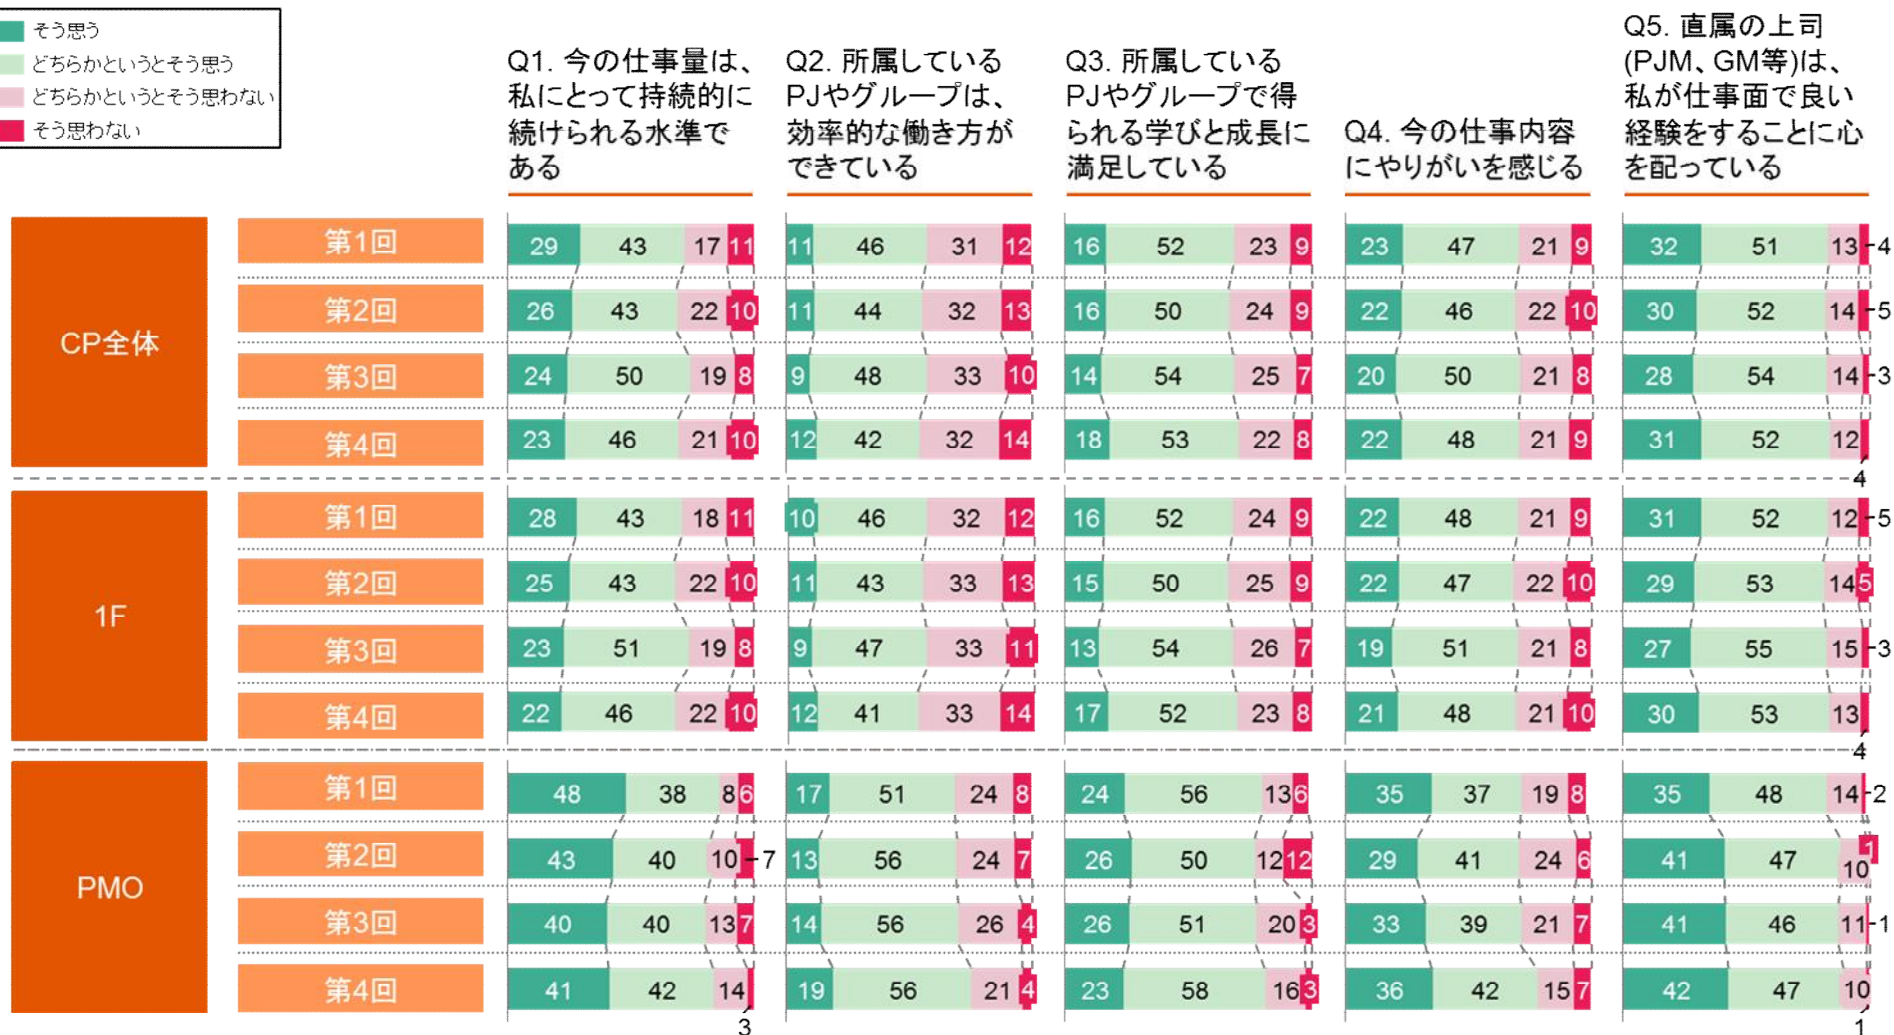 そう思う
どちらかというとそう思う
どちらかというとそう思わない
そう思わない
Q1. 今の仕事量は、
私にとって持続的に
続けられる水準で
ある
Q2. 所属している
PJやグループは、
効率的な働き方が
できている
Q3. 所属している
PJやグループで得
られる学びと成長に
満足している
Q4. 今の仕事内容
にやりがいを感じる
Q5. 直属の上司
(PJM、GM等)は、
私が仕事面で良い
経験をすることに心
を配っている
CP全体
第1回 29 43 17 11 11 46 31 12 16 52 23 9 23 47 21 9 32 51 13 4
第2回 26 43 22 10 11 44 32 13 16 50 24 9 22 46 22 10 30 52 14 5
第3回 24 50 19 8 9 48 33 10 14 54 25 7 20 50 21 8 28 54 14 3
第4回 23 46 21 10 12 42 32 14 18 53 22 8 22 48 21 9 31 52 12 4
1F
第1回 28 43 18 11 10 46 32 12 16 52 24 9 22 48 21 9 31 52 12 5
第2回 25 43 22 10 11 43 33 13 15 50 25 9 22 47 22 10 29 53 14 5
第3回 23 51 19 8 9 47 33 11 13 54 26 7 19 51 21 8 27 55 15 3
第4回 22 46 22 10 12 41 33 14 17 52 23 8 21 48 21 10 30 53 13 4
PMO
第1回 48 38 8 6 17 51 24 8 24 56 13 6 35 37 19 8 35 48 14 2
第2回 43 40 10 7 13 56 24 7 26 50 12 12 29 41 24 6 41 47 10 1
第3回 40 40 13 7 14 56 26 4 26 51 20 3 33 39 21 7 41 46 11 1
第4回 41 42 14 3 19 56 21 4 23 58 16 3 36 42 15 7 42 47 10 1